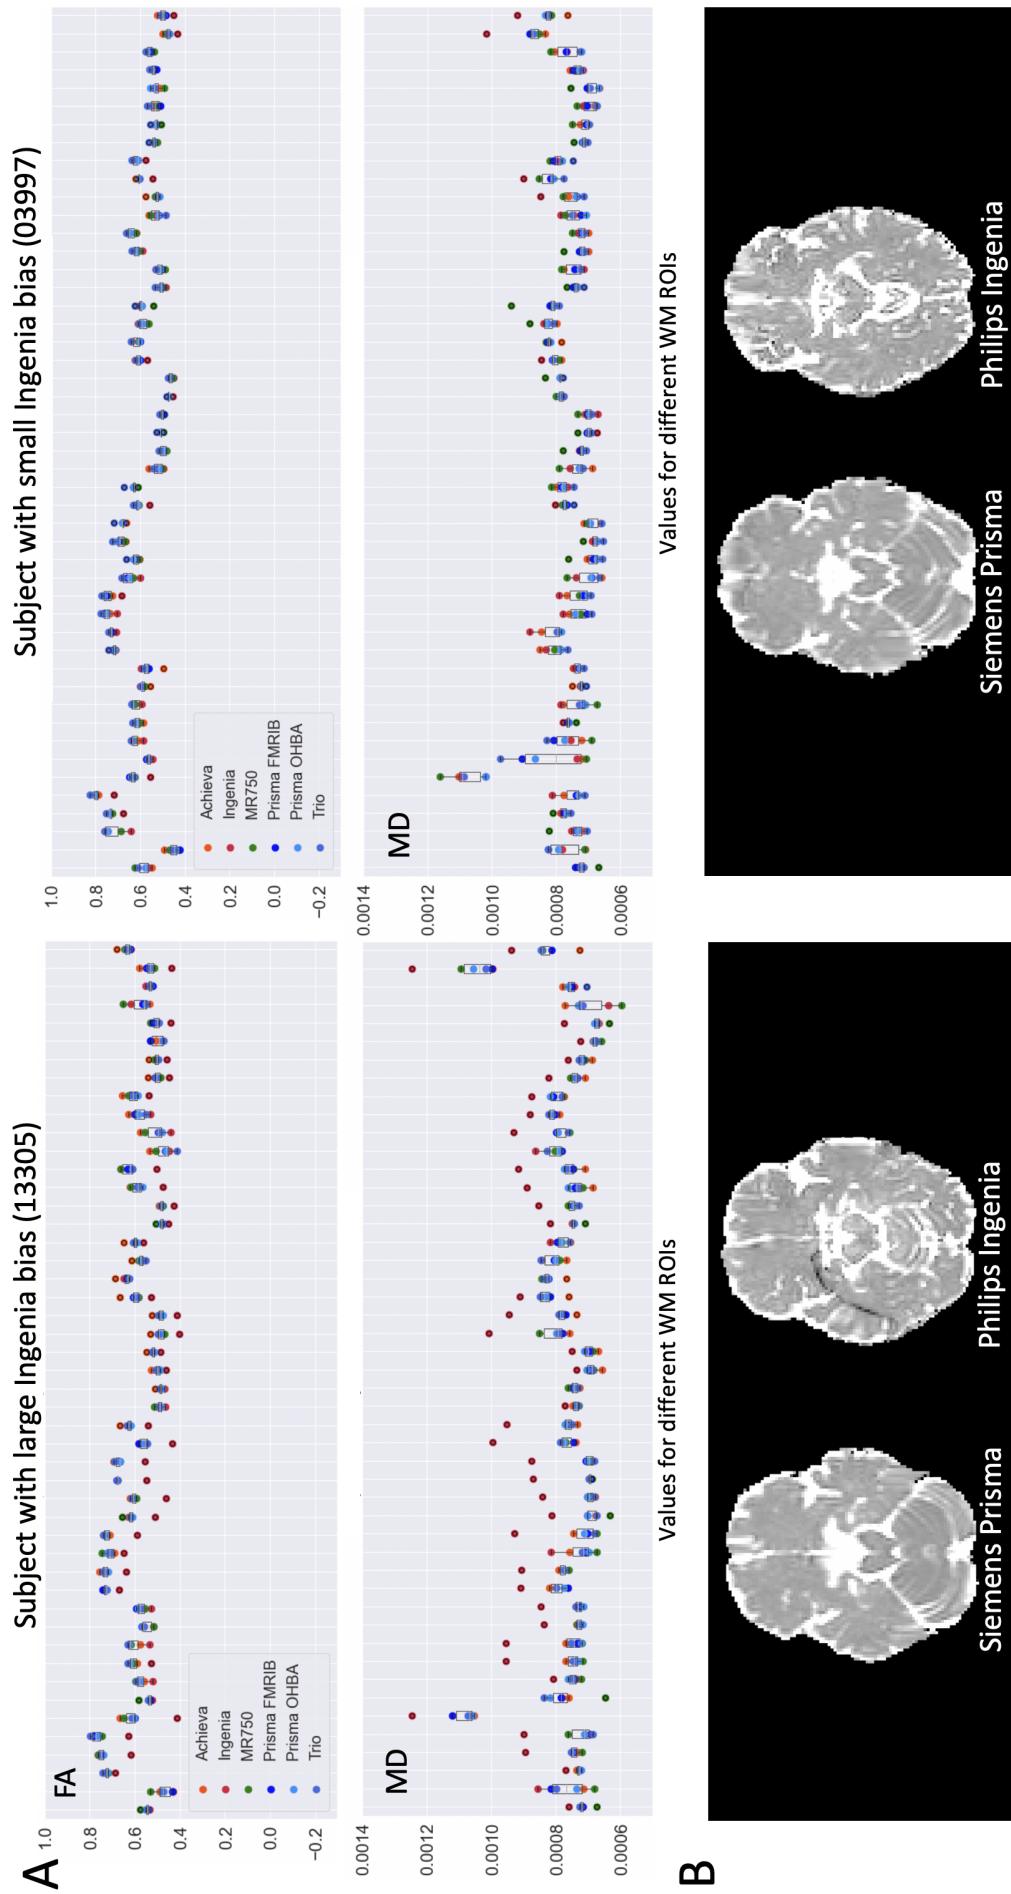 A
Subject with large Ingenia bias (13305)
Subject with small Ingenia bias (03997)
FA
1.0
0.8
0.6
0.4
0.2
0.0
−0.2
Achieva
Ingenia
MR750
Prisma FMRIB
Prisma OHBA
Trio
1.0
0.8
0.6
0.4
0.2
0.0
−0.2
Achieva
Ingenia
MR750
Prisma FMRIB
Prisma OHBA
Trio
MD
0.0014
0.0012
0.0010
0.0008
0.0006
Values for different WM ROIs
MD
0.0014
0.0012
0.0010
0.0008
0.0006
Values for different WM ROIs
B
Siemens Prisma
Philips Ingenia
Siemens Prisma
Philips Ingenia